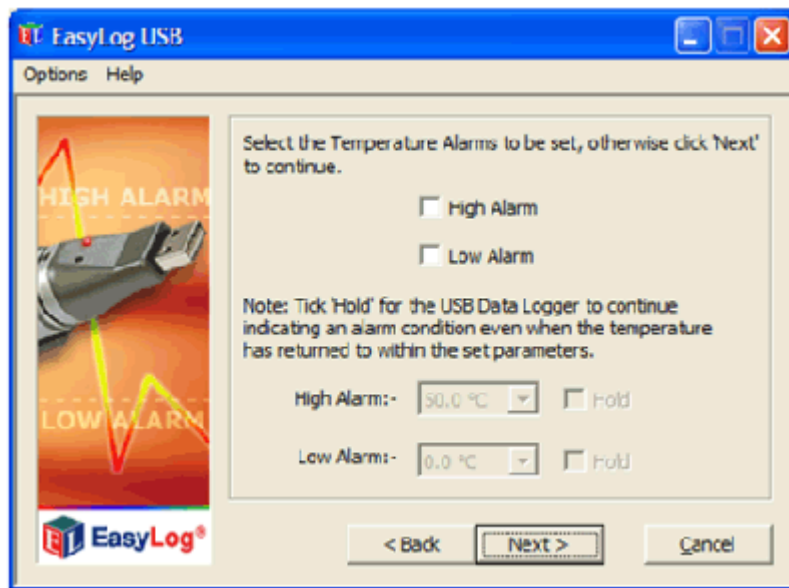 EasyLog USB
Options Help
Select the Temperature Alarms to be set, otherwise click 'Next'
to continue.
HIGH ALARM
High Alarm
Low Alarm
Note: Tick 'Hold' for the USB Data Logger to continue
indicating an alarm condition even when the temperature
has returned to within the set parameters.
High Alarm:- 50.0 °C Hold
LOW ALARM
Low Alarm:- 0.0 °C Hold
EL EasyLog®
< Back Next > Cancel